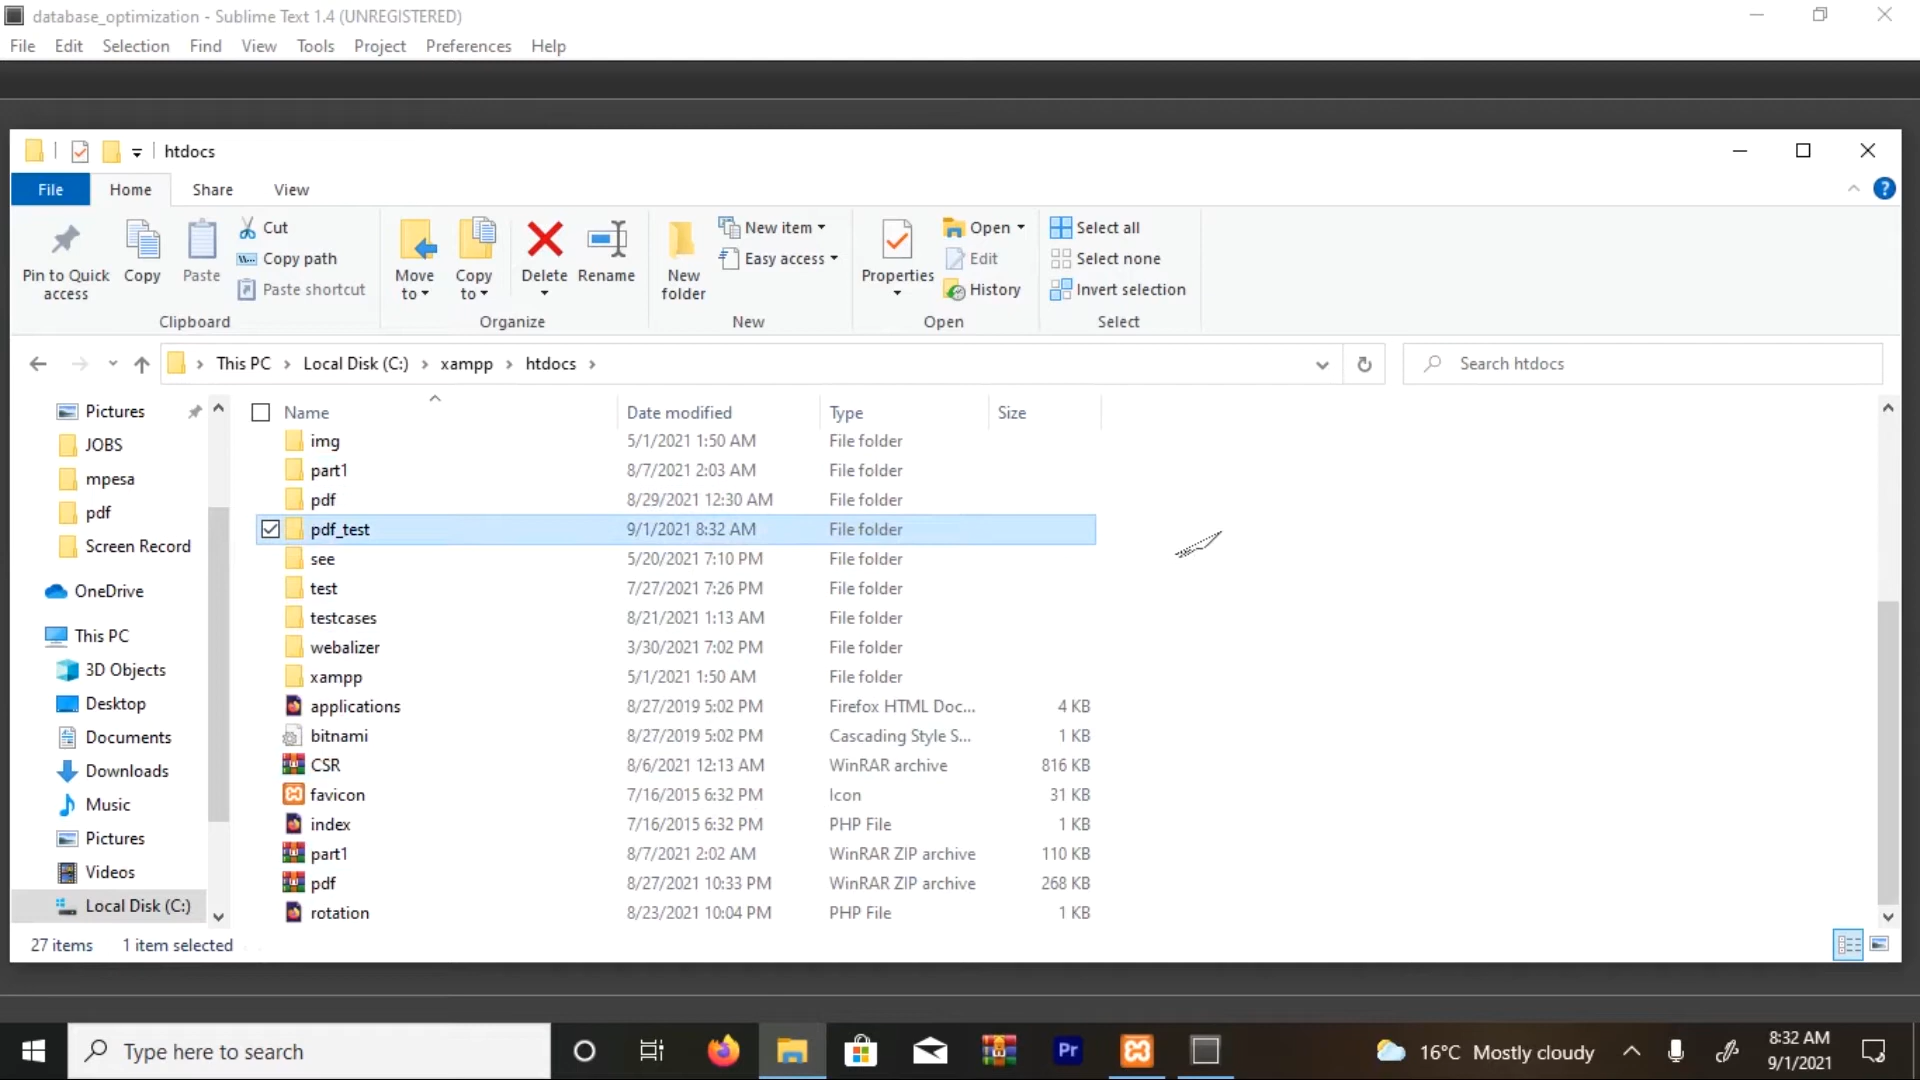 database_optimization - Sublime Text 1.4 (UNREGISTERED)
File Edit Selection Find View Tools Project Preferences Help
htdocs
File Home Share View
Pin to Quick access
Copy
Paste
Cut
Copy path
Paste shortcut
Clipboard
Move to
Copy to
Delete
Rename
Organize
New folder
New item
Easy access
New
Properties
Open
Edit
History
Open
Select all
Select none
Invert selection
Select
This PC > Local Disk (C:) > xampp > htdocs >
Search htdocs
Pictures
JOBS
mpesa
pdf
Screen Record
OneDrive
This PC
3D Objects
Desktop
Documents
Downloads
Music
Pictures
Videos
Local Disk (C:)
Name Date modified Type Size
img 5/1/2021 1:50 AM File folder
part1 8/7/2021 2:03 AM File folder
pdf 8/29/2021 12:30 AM File folder
pdf_test 9/1/2021 8:32 AM File folder
see 5/20/2021 7:10 PM File folder
test 7/27/2021 7:26 PM File folder
testcases 8/21/2021 1:13 AM File folder
webalizer 3/30/2021 7:02 PM File folder
xampp 5/1/2021 1:50 AM File folder
applications 8/27/2019 5:02 PM Firefox HTML Doc... 4 KB
bitnami 8/27/2019 5:02 PM Cascading Style S... 1 KB
CSR 8/6/2021 12:13 AM WinRAR archive 816 KB
favicon 7/16/2015 6:32 PM Icon 31 KB
index 7/16/2015 6:32 PM PHP File 1 KB
part1 8/7/2021 2:02 AM WinRAR ZIP archive 110 KB
pdf 8/27/2021 10:33 PM WinRAR ZIP archive 268 KB
rotation 8/23/2021 10:04 PM PHP File 1 KB
27 items 1 item selected
Type here to search
Pr
16°C Mostly cloudy
8:32 AM
9/1/2021